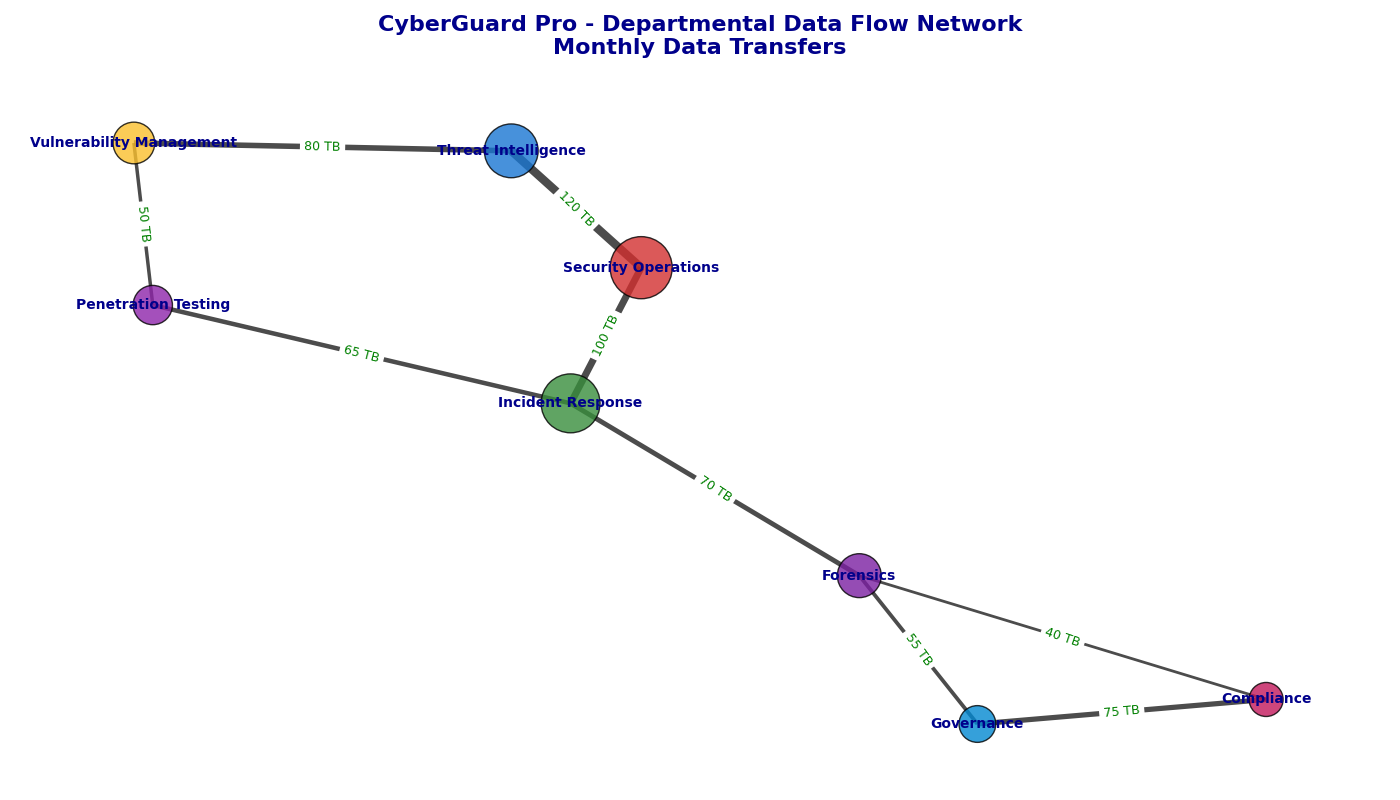 CyberGuard Pro - Departmental Data Flow Network
Monthly Data Transfers
Vulnerability Management
80 TB
Threat Intelligence
120 TB
50 TB
Security Operations
Penetration Testing
100 TB
65 TB
Incident Response
70 TB
Forensics
55 TB
40 TB
Compliance
75 TB
Governance